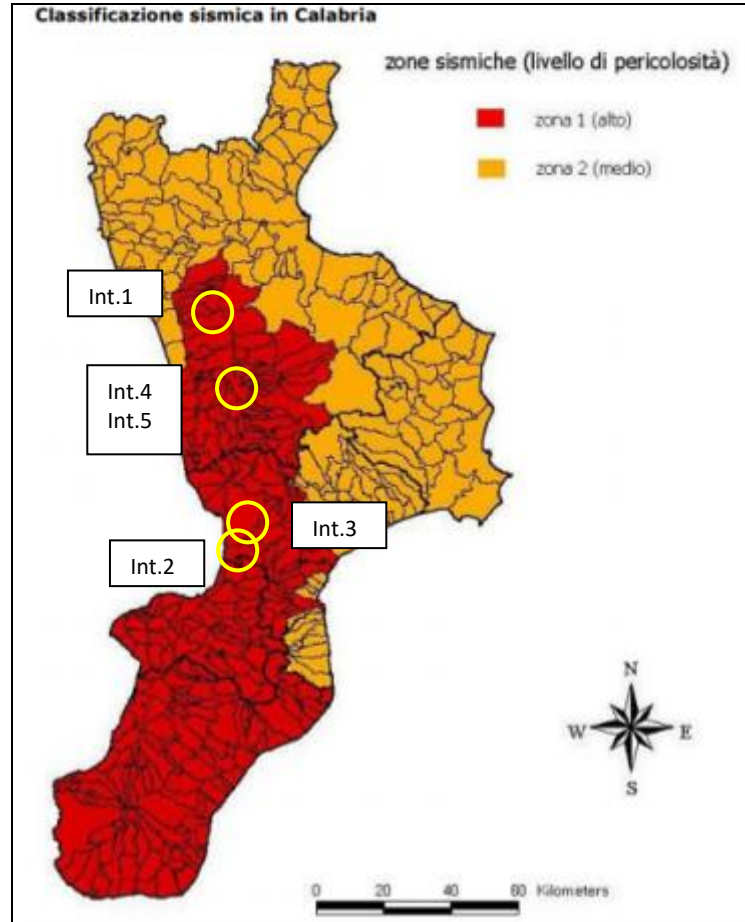 Classificazione sismica in Calabria
zone sismiche (livello di pericolosità)
zona 1 (alto)
zona 2 (medio)
Int.1
Int.4
Int.5
Int.3
Int.2
N
W E
S
0 20 40 60 Kilometers